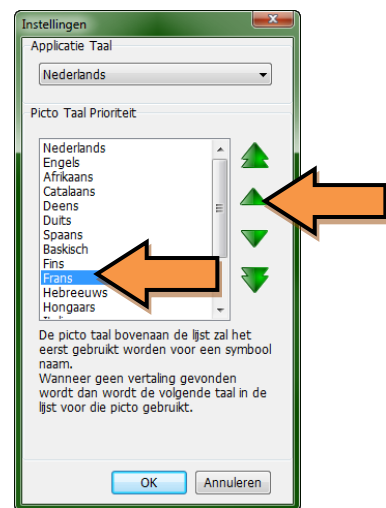 Instellingen
Applicatie Taal
Nederlands
Picto Taal Prioriteit
Nederlands
Engels
Afrikaans
Catalaans
Deens
Duits
Spaans
Baskisch
Fins
Frans
Hebreeuws
Hongaars
De picto taal bovenaan de lijst zal het
eerst gebruikt worden voor een symbool
naam.
Wanneer geen vertaling gevonden
wordt dan wordt de volgende taal in de
lijst voor die picto gebruikt.
OK
Annuleren